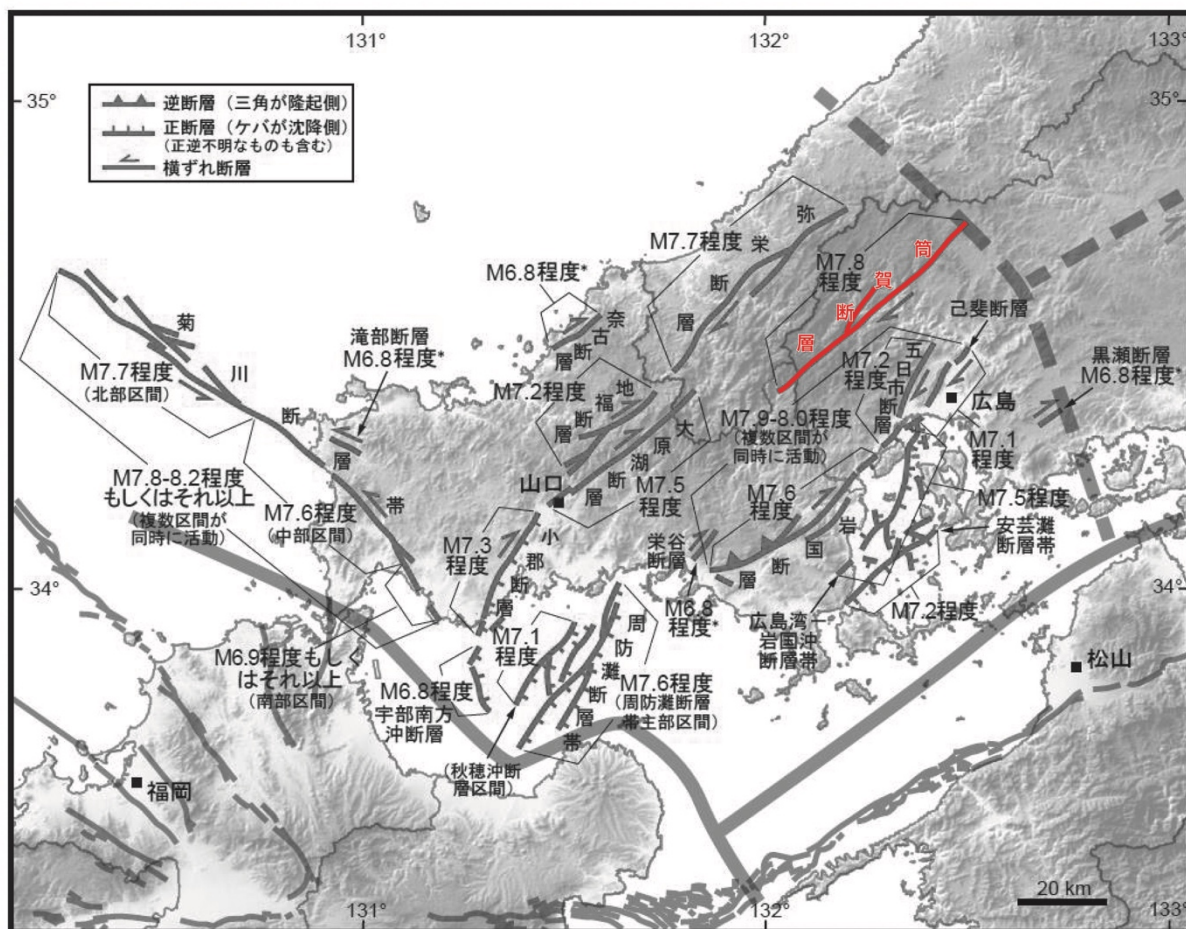 131°
132°
133°
35°
35°
逆断層（三角が隆起側）
正断層（ケバが沈降側）
（正逆不明なものも含む）
横ずれ断層
弥栄断層
M7.7程度
筒賀断層
M7.8
程度
奈古断層
M6.8程度*
菊川断層帯
M7.7程度
（北部区間）
滝部断層
M6.8程度*
地福断層
M7.2程度
大原湖断層
M7.5
程度
五日市断層
M7.2
程度
己斐断層
黒瀬断層
M6.8程度*
広島
M7.1
程度
M7.9-8.0程度
（複数区間が
同時に活動）
M7.8-8.2程度
もしくはそれ以上
（複数区間が
同時に活動）
M7.6程度
（中部区間）
山口
M7.6
程度
岩国断層
M7.5程度
安芸灘
断層帯
小郡断層
M7.3
程度
栄谷
断層
M6.8
程度*
34°
34°
M7.2程度
広島湾－
岩国沖
断層帯
M6.9程度もしく
はそれ以上
（南部区間）
M7.1
程度
周防灘断層帯
M7.6程度
（周防灘断層
帯主部区間）
M6.8程度
宇部南方
沖断層
（秋穂沖断
層区間）
松山
福岡
20 km
131°
132°
133°